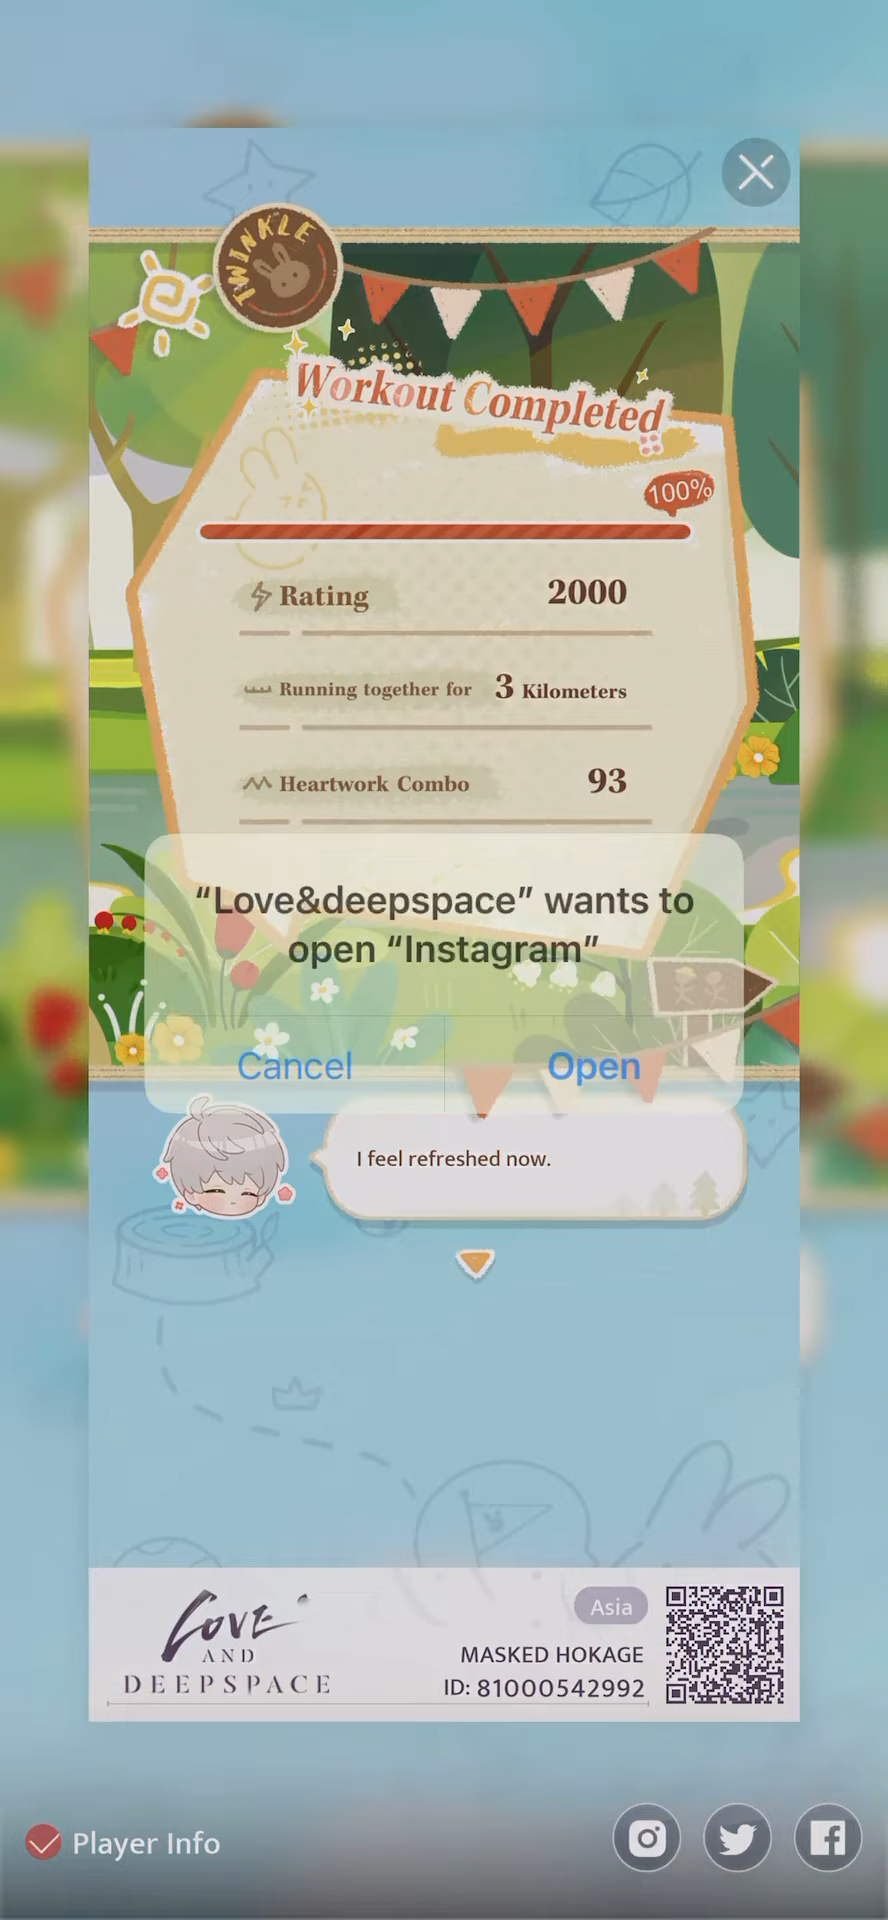 TWINKLE
Workout Completed
100%
Rating 2000
Running together for 3 Kilometers
Heartwork Combo 93
“Love&deepspace” wants to
open “Instagram”
Cancel Open
I feel refreshed now.
LOVE
AND
DEEPSPACE
Asia
MASKED HOKAGE
ID: 81000542992
Player Info